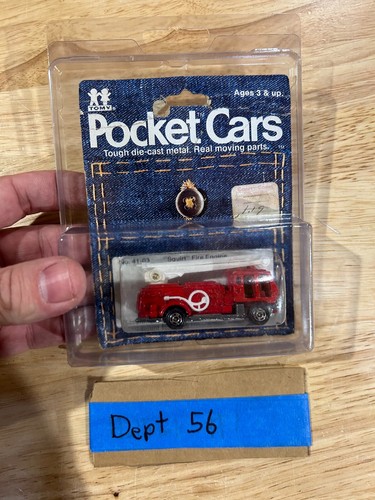 TOMY
Ages 3 & up.
Pocket Cars
Tough die-cast metal. Real moving parts.
"Squirt" Fire Engine
Dept 56